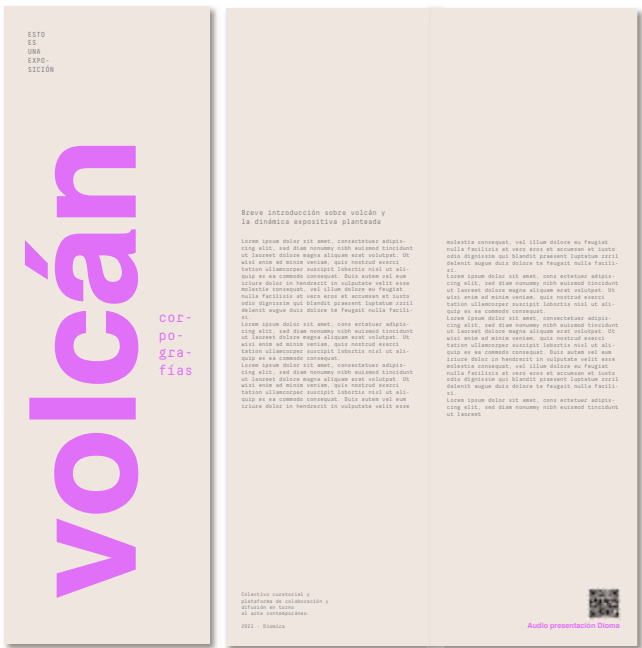 ESTO
ES
UNA
EXPO-
SICIÓN
volcán
cor-
po-
gra-
fías
Breve introducción sobre volcán y
la dinámica expositiva planteada
Lorem ipsum dolor sit amet, consectetuer adipis-
cing elit, sed diam nonummy nibh euismod tincidunt
ut laoreet dolore magna aliquam erat volutpat. Ut
wisi enim ad minim veniam, quis nostrud exerci
tation ullamcorper suscipit lobortis nisl ut ali-
quip ex ea commodo consequat. Duis autem vel eum
iriure dolor in hendrerit in vulputate velit esse
molestie consequat, vel illum dolore eu feugiat
nulla facilisis at vero eros et accumsan et iusto
odio dignissim qui blandit praesent luptatum zzril
delenit augue duis dolore te feugait nulla facili-
si.
Lorem ipsum dolor sit amet, cons ectetuer adipis-
cing elit, sed diam nonummy nibh euismod tincidunt
ut laoreet dolore magna aliquam erat volutpat. Ut
wisi enim ad minim veniam, quis nostrud exerci
tation ullamcorper suscipit lobortis nisl ut ali-
quip ex ea commodo consequat.
Lorem ipsum dolor sit amet, cons ectetuer adipis-
cing elit, sed diam nonummy nibh euismod tincidunt
ut laoreet dolore magna aliquam erat volutpat. Ut
wisi enim ad minim veniam, quis nostrud exerci
tation ullamcorper suscipit lobortis nisl ut ali-
quip ex ea commodo consequat. Duis autem vel eum
iriure dolor in hendrerit in vulputate velit esse
molestie consequat, vel illum dolore eu feugiat
nulla facilisis at vero eros et accumsan et iusto
odio dignissim qui blandit praesent luptatum zzril
delenit augue duis dolore te feugait nulla facili-
si.
Lorem ipsum dolor sit amet, cons ectetuer adipis-
cing elit, sed diam nonummy nibh euismod tincidunt
ut laoreet dolore magna aliquam erat volutpat. Ut
wisi enim ad minim veniam, quis nostrud exerci
tation ullamcorper suscipit lobortis nisl ut ali-
quip ex ea commodo consequat.
Lorem ipsum dolor sit amet, cons ectetuer adipis-
cing elit, sed diam nonummy nibh euismod tincidunt
ut laoreet dolore magna aliquam erat volutpat. Ut
wisi enim ad minim veniam, quis nostrud exerci
tation ullamcorper suscipit lobortis nisl ut ali-
quip ex ea commodo consequat. Duis autem vel eum
molestie consequat, vel illum dolore eu feugiat
nulla facilisis at vero eros et accumsan et iusto
odio dignissim qui blandit praesent luptatum zzril
delenit augue duis dolore te feugait nulla facili-
si.
Lorem ipsum dolor sit amet, cons ectetuer adipis-
cing elit, sed diam nonummy nibh euismod tincidunt
ut laoreet
Colectivo curatorial y
plataforma de colaboración y
difusión en torno
al arte contemporáneo.
2021 - Diomira
Audio presentación Dioma